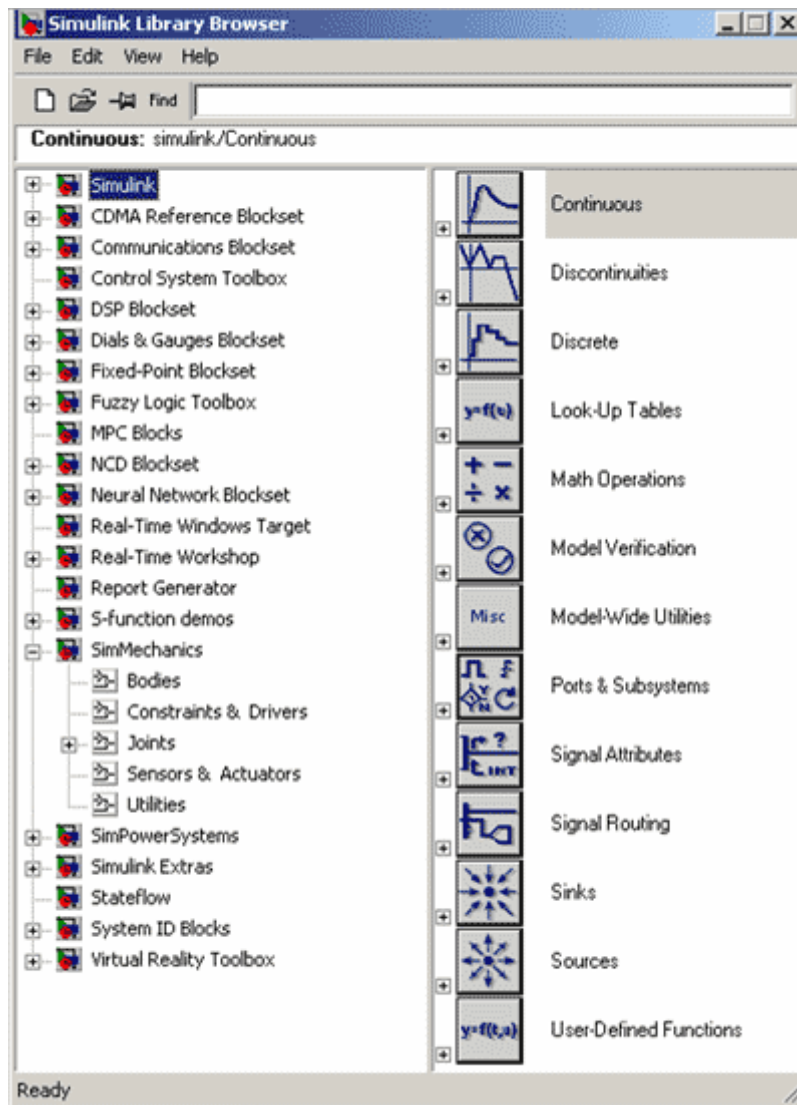 Simulink Library Browser
File Edit View Help
Find
Continuous: simulink/Continuous
Simulink
CDMA Reference Blockset
Communications Blockset
Control System Toolbox
DSP Blockset
Dials & Gauges Blockset
Fixed-Point Blockset
Fuzzy Logic Toolbox
MPC Blocks
NCD Blockset
Neural Network Blockset
Real-Time Windows Target
Real-Time Workshop
Report Generator
S-function demos
SimMechanics
Bodies
Constraints & Drivers
Joints
Sensors & Actuators
Utilities
SimPowerSystems
Simulink Extras
Stateflow
System ID Blocks
Virtual Reality Toolbox
Continuous
Discontinuities
Discrete
y=f(u) Look-Up Tables
+ −
÷ × Math Operations
Model Verification
Misc Model-Wide Utilities
Y
N Ports & Subsystems
?
INT Signal Attributes
Signal Routing
Sinks
Sources
y=f(t,u) User-Defined Functions
Ready